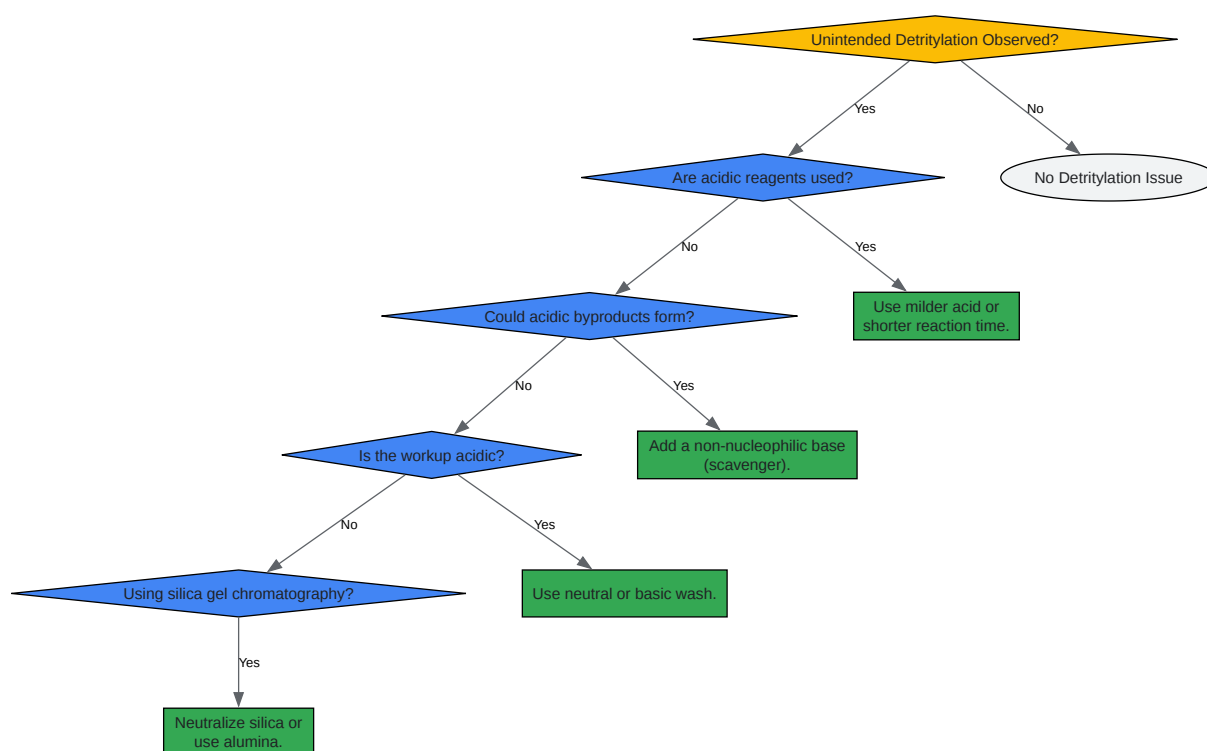 Unintended Detritylation Observed?
Yes
No
Are acidic reagents used?
No Detritylation Issue
No
Yes
Could acidic byproducts form?
Use milder acid or
shorter reaction time.
No
Yes
Is the workup acidic?
Add a non-nucleophilic base
(scavenger).
No
Yes
Using silica gel chromatography?
Use neutral or basic wash.
Yes
Neutralize silica or
use alumina.